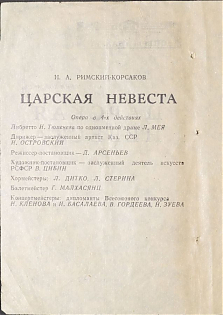 Н. А. РИМСКИЙ-КОРСАКОВ
ЦАРСКАЯ НЕВЕСТА
Опера в 4-х действиях
Либретто И. Тюменева по одноименной драме Л. МЕЯ
Дирижер — заслуженный артист Каз. ССР
И. ОСТРОВСКИЙ
Режиссер-постановщик — Л. АРСЕНЬЕВ
Художник-постановщик — заслуженный деятель искусств
РСФСР В. ЦИБИН
Хормейстеры: Л. ДИТКО, Л. СТЕРИНА
Балетмейстер Г. МАЛХАСЯНЦ
Концертмейстеры: дипломанты Всесоюзного конкурса
Н. КЛЕНОВА и Н. БАСАЛАЕВА, В. ГОРДЕЕВА, Н. ЗУЕВА